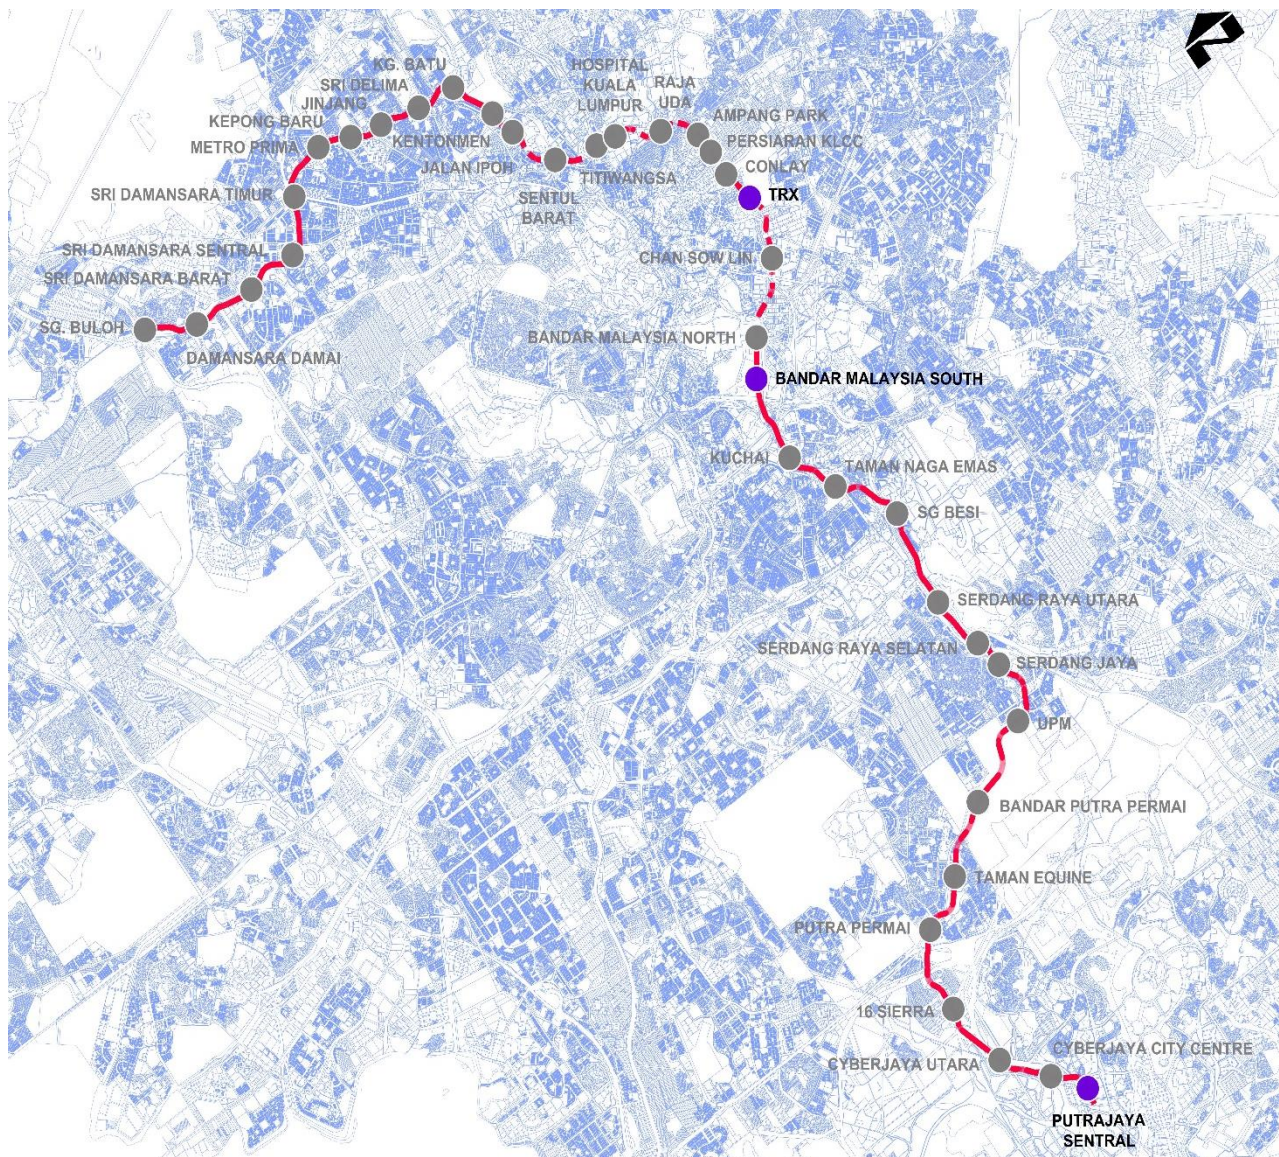 KG. BATU
SRI DELIMA
JINJANG
KEPONG BARU
METRO PRIMA
KENTONMEN
JALAN IPOH
HOSPITAL
KUALA
LUMPUR
RAJA
UDA
AMPANG PARK
PERSIARAN KLCC
CONLAY
TITIWANGSA
SENTUL
BARAT
TRX
SRI DAMANSARA TIMUR
SRI DAMANSARA SENTRAL
SRI DAMANSARA BARAT
SG. BULOH
DAMANSARA DAMAI
CHAN SOW LIN
BANDAR MALAYSIA NORTH
BANDAR MALAYSIA SOUTH
KUCHAI
TAMAN NAGA EMAS
SG BESI
SERDANG RAYA UTARA
SERDANG RAYA SELATAN
SERDANG JAYA
UPM
BANDAR PUTRA PERMAI
TAMAN EQUINE
PUTRA PERMAI
16 SIERRA
CYBERJAYA CITY CENTRE
CYBERJAYA UTARA
PUTRAJAYA
SENTRAL